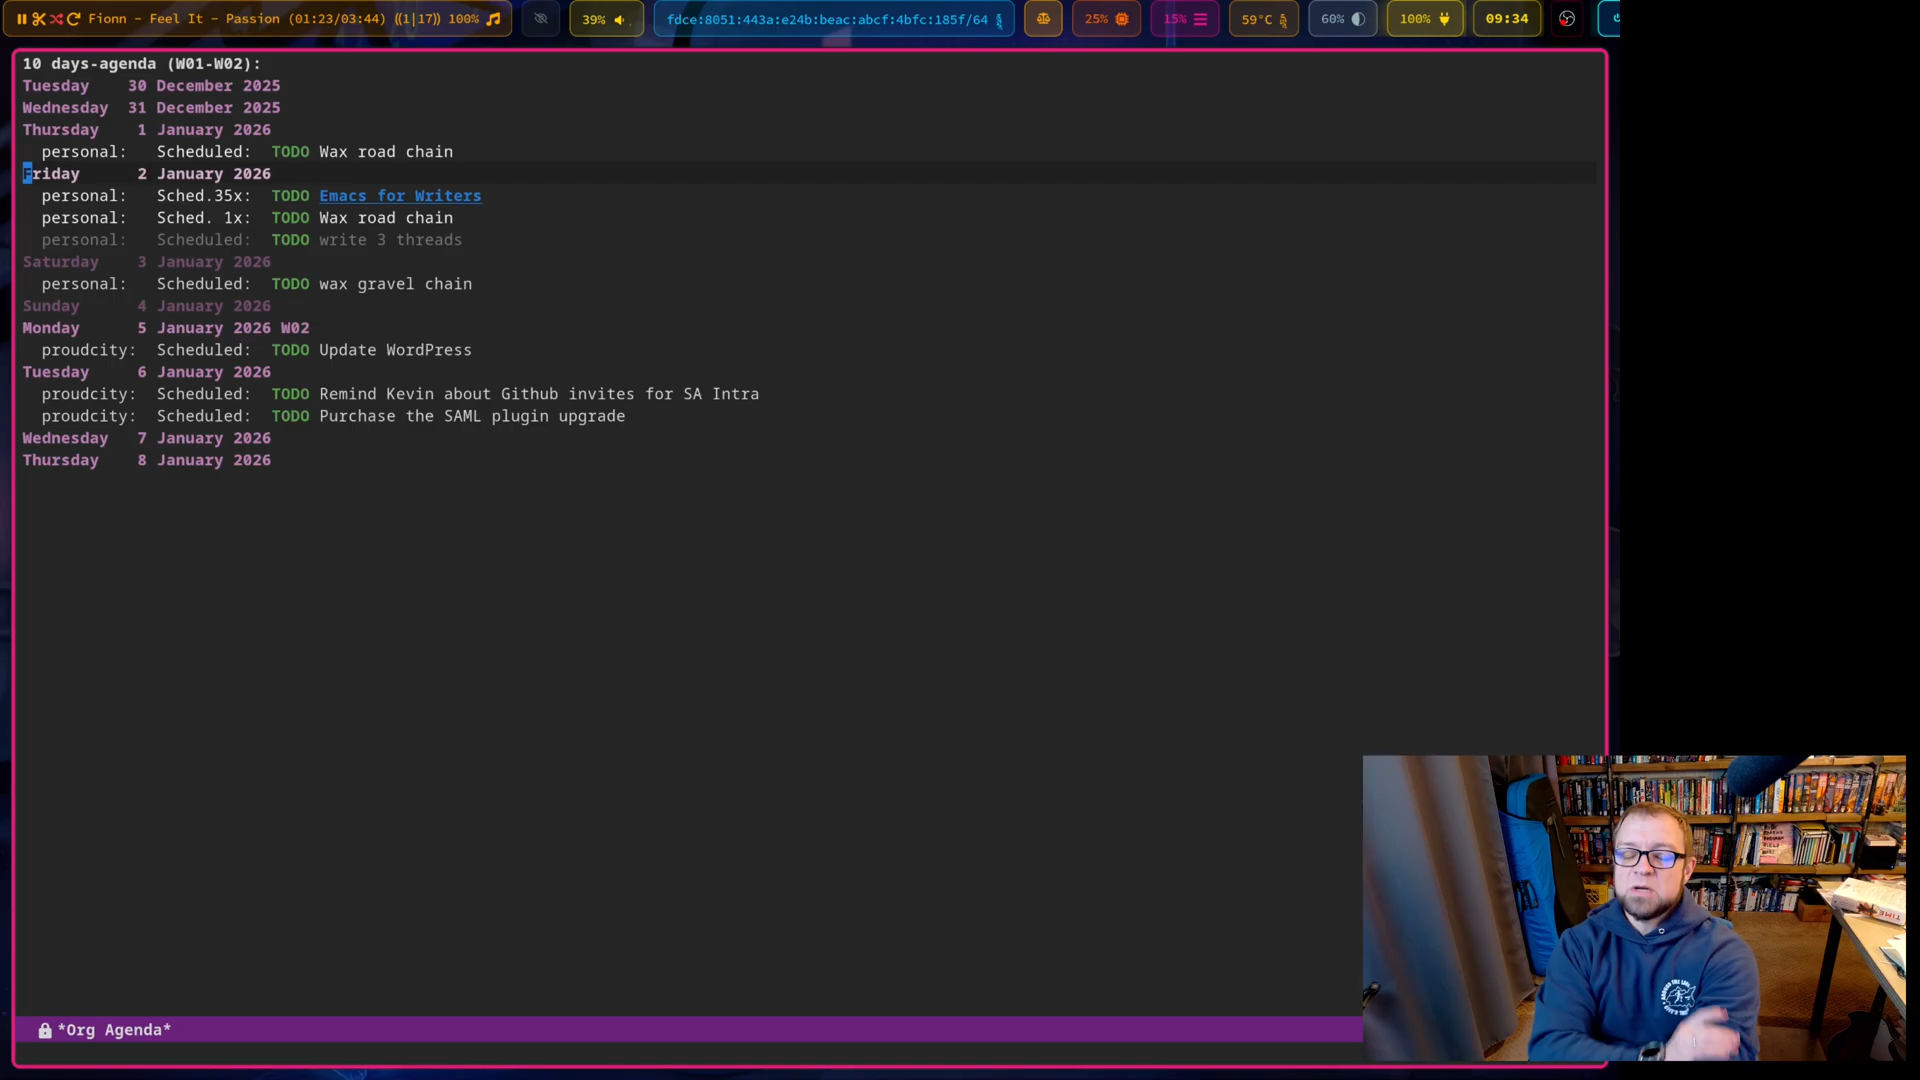 Fionn - Feel It - Passion (01:23/03:44) ((1|17)) 100%
39%
fdce:8051:443a:e24b:beac:abcf:4bfc:185f/64
25%
15%
59°C
60%
100%
09:34
10 days-agenda (W01-W02):
Tuesday 30 December 2025
Wednesday 31 December 2025
Thursday 1 January 2026
personal: Scheduled: TODO Wax road chain
Friday 2 January 2026
personal: Sched.35x: TODO Emacs for Writers
personal: Sched. 1x: TODO Wax road chain
personal: Scheduled: TODO write 3 threads
Saturday 3 January 2026
personal: Scheduled: TODO wax gravel chain
Sunday 4 January 2026
Monday 5 January 2026 W02
proudcity: Scheduled: TODO Update WordPress
Tuesday 6 January 2026
proudcity: Scheduled: TODO Remind Kevin about Github invites for SA Intra
proudcity: Scheduled: TODO Purchase the SAML plugin upgrade
Wednesday 7 January 2026
Thursday 8 January 2026
*Org Agenda*
TIME